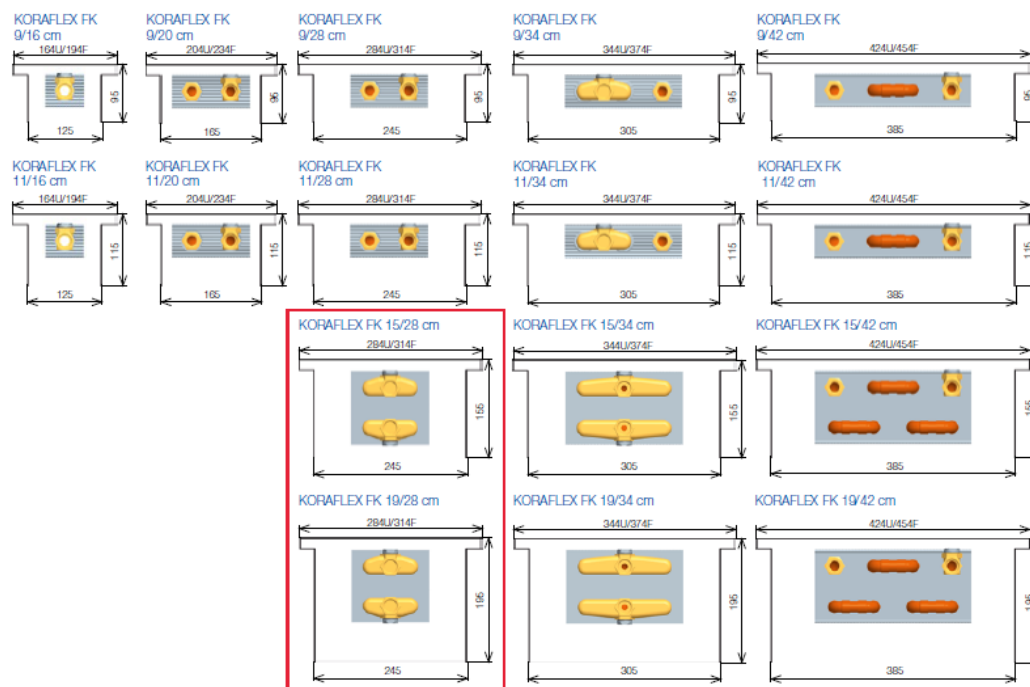 KORAFLEX FK
9/16 cm
164U/194F
95
125
KORAFLEX FK
9/20 cm
204U/234F
95
165
KORAFLEX FK
9/28 cm
284U/314F
95
245
KORAFLEX FK
9/34 cm
344U/374F
95
305
KORAFLEX FK
9/42 cm
424U/454F
95
385
KORAFLEX FK
11/16 cm
164U/194F
115
125
KORAFLEX FK
11/20 cm
204U/234F
115
165
KORAFLEX FK
11/28 cm
284U/314F
115
245
KORAFLEX FK
11/34 cm
344U/374F
115
305
KORAFLEX FK
11/42 cm
424U/454F
115
385
KORAFLEX FK 15/28 cm
284U/314F
155
245
KORAFLEX FK 15/34 cm
344U/374F
155
305
KORAFLEX FK 15/42 cm
424U/454F
155
385
KORAFLEX FK 19/28 cm
284U/314F
195
245
KORAFLEX FK 19/34 cm
344U/374F
195
305
KORAFLEX FK 19/42 cm
424U/454F
195
385